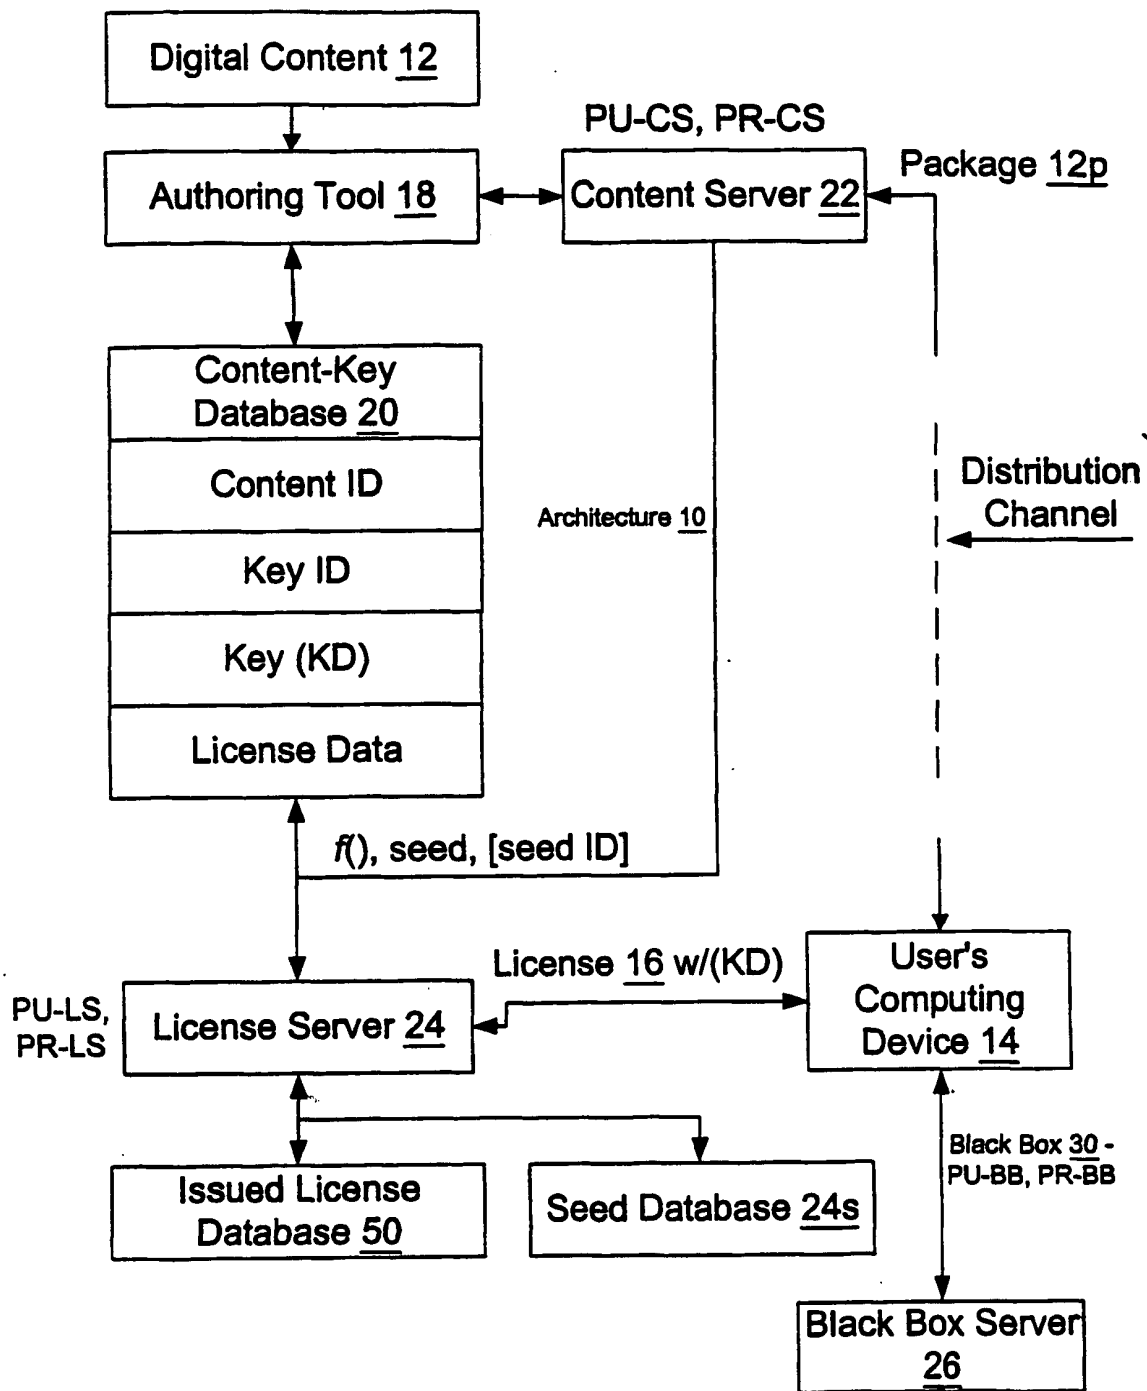 Digital Content 12
PU-CS, PR-CS
Authoring Tool 18
Content Server 22
Package 12p
Content-Key
Database 20
Content ID
Key ID
Key (KD)
License Data
Architecture 10
Distribution
Channel
f(), seed, [seed ID]
License 16 w/(KD)
User's
Computing
Device 14
PU-LS,
PR-LS
License Server 24
Black Box 30 -
PU-BB, PR-BB
Issued License
Database 50
Seed Database 24s
Black Box Server
26